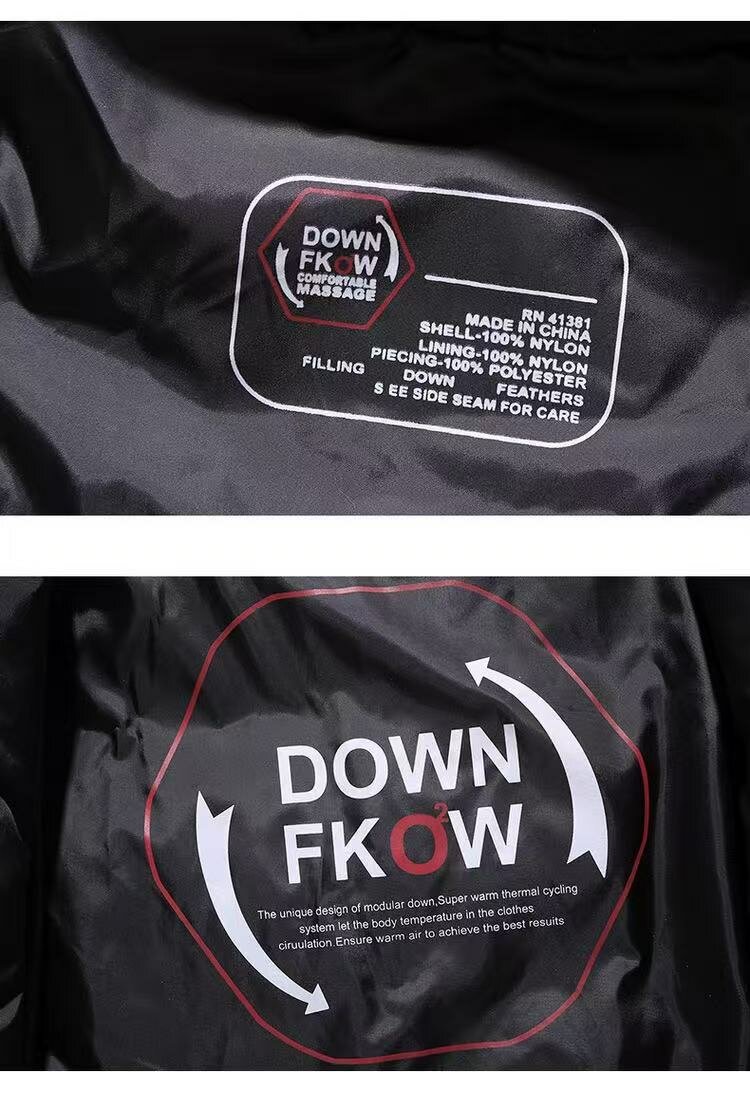 DOWN
FKOW
COMFORTABLE
MASSAGE
RN 41381
MADE IN CHINA
SHELL-100% NYLON
LINING-100% NYLON
PIECING-100% POLYESTER
FILLING DOWN FEATHERS
S EE SIDE SEAM FOR CARE
DOWN
FKO²W
The unique design of modular down,Super warm thermal cycling
system let the body temperature in the clothes
ciruulation.Ensure warm air to achieve the best results